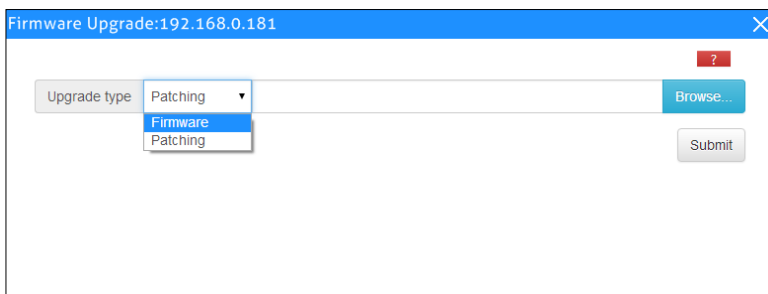 Firmware Upgrade:192.168.0.181
?
Upgrade type Patching Browse...
Firmware
Patching
Submit